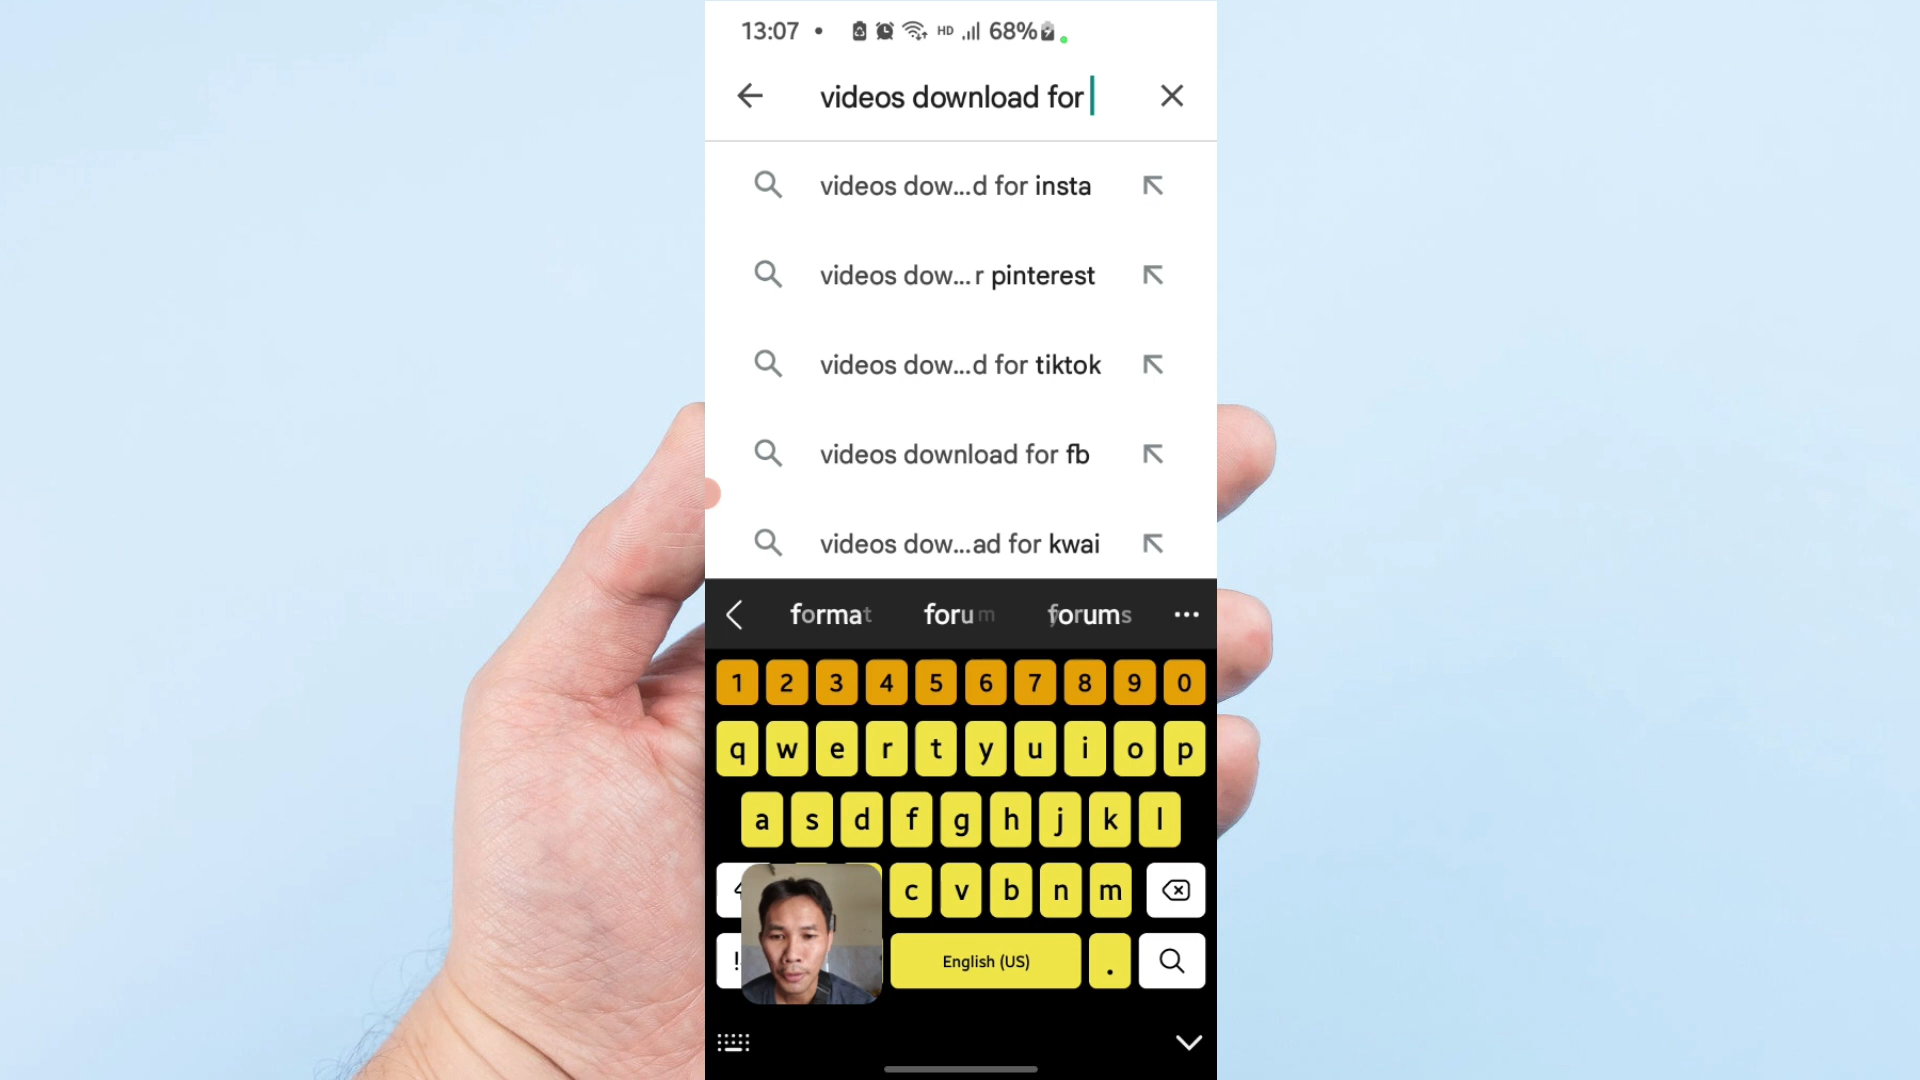 13:07 • HD 68%
videos download for
videos dow...d for insta
videos dow... r pinterest
videos dow...d for tiktok
videos download for fb
videos dow...ad for kwai
format forum forums ...
1 2 3 4 5 6 7 8 9 0
q w e r t y u i o p
a s d f g h j k l
c v b n m
! English (US) .